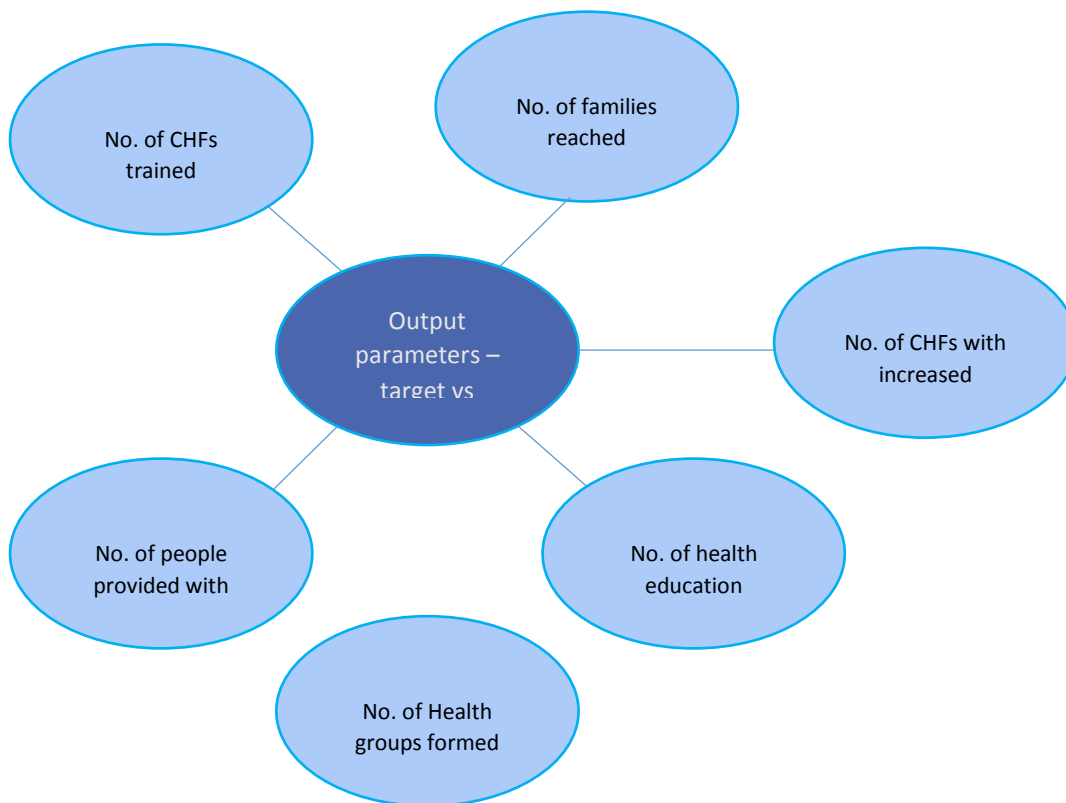 No. of families
reached
No. of CHFs
trained
Output
parameters –
target vs
No. of CHFs with
increased
No. of people
provided with
No. of health
education
No. of Health
groups formed